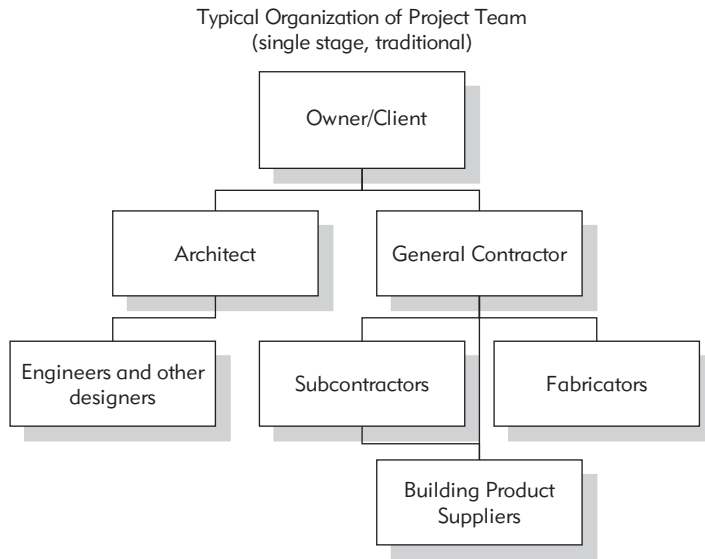 Typical Organization of Project Team
(single stage, traditional)
Owner/Client
Architect
General Contractor
Engineers and other
designers
Subcontractors
Fabricators
Building Product
Suppliers